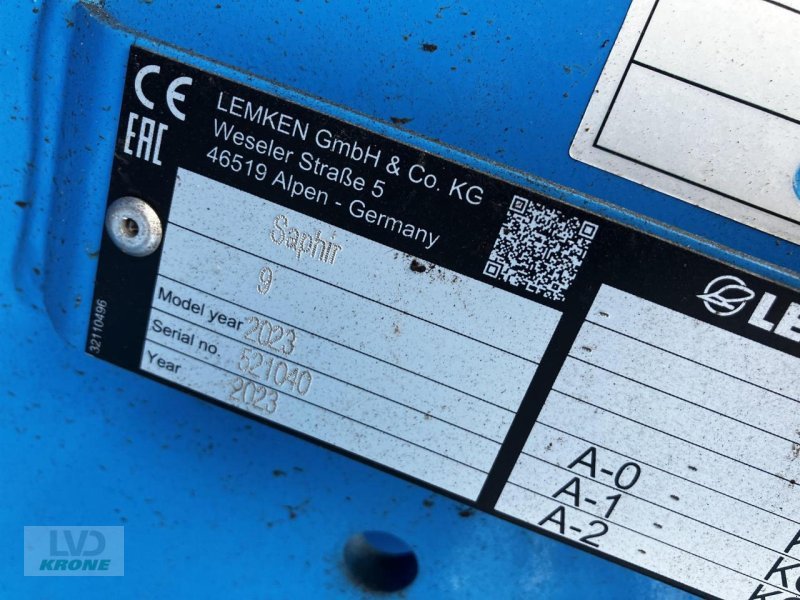 CE
EAC
LEMKEN GmbH & Co. KG
Weseler Straße 5
46519 Alpen - Germany
Saphir
9
Model year 2023
Serial no. 521040
Year 2023
32110496
A-0
A-1
A-2
LVD
KRONE